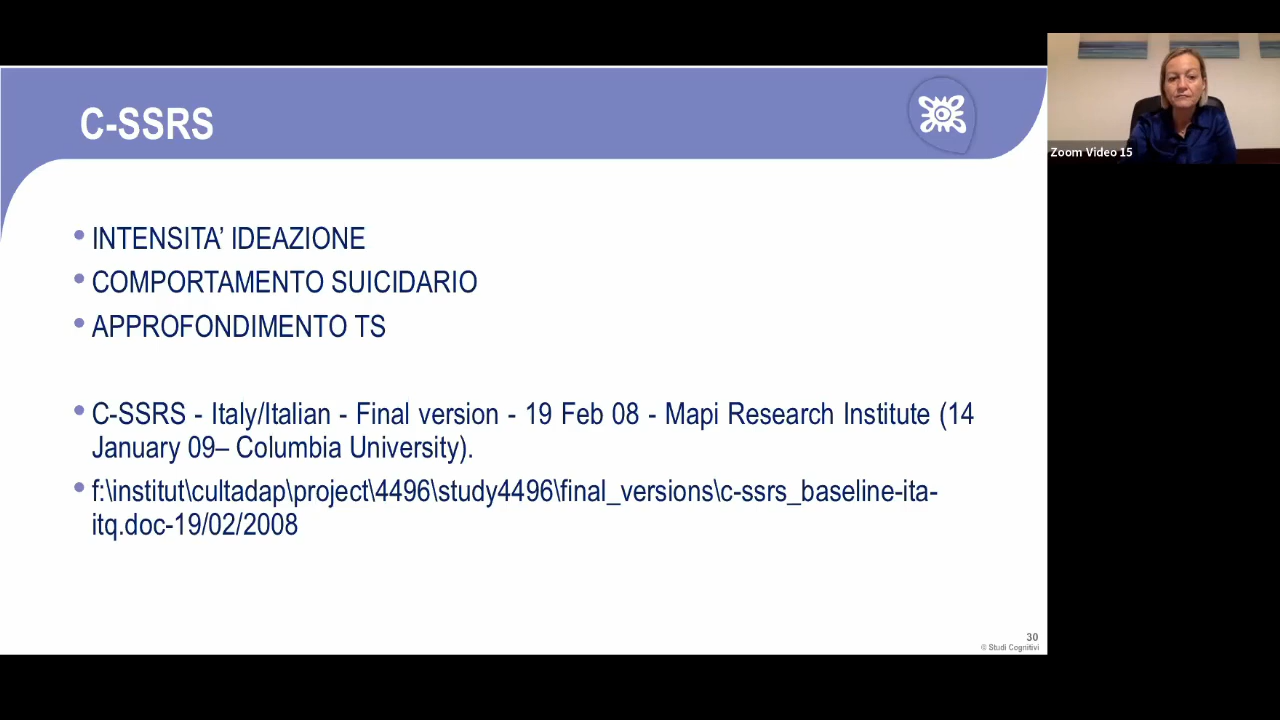 C-SSRS
• INTENSITA’ IDEAZIONE
• COMPORTAMENTO SUICIDARIO
• APPROFONDIMENTO TS
• C-SSRS - Italy/Italian - Final version - 19 Feb 08 - Mapi Research Institute (14
January 09– Columbia University).
• f:\institut\cultadap\project\4496\study4496\final_versions\c-ssrs_baseline-ita-
itq.doc-19/02/2008
30
© Studi Cognitivi
Zoom Video 15